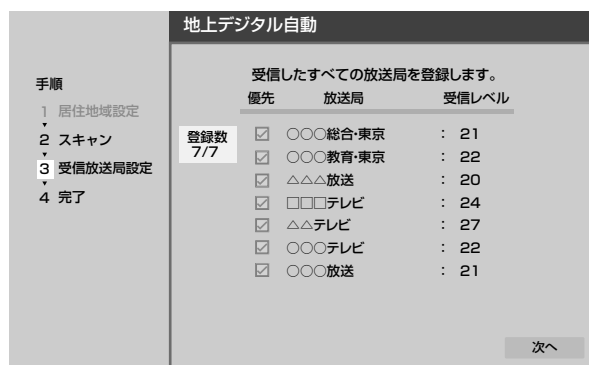 地上デジタル自動
手順
1 居住地域設定
2 スキャン
3 受信放送局設定
4 完了
受信したすべての放送局を登録します。
優先 放送局 受信レベル
登録数
7/7
○○○総合･東京 : 21
○○○教育･東京 : 22
△△△放送 : 20
□□□テレビ : 24
△△テレビ : 27
○○○テレビ : 22
○○○放送 : 21
次へ